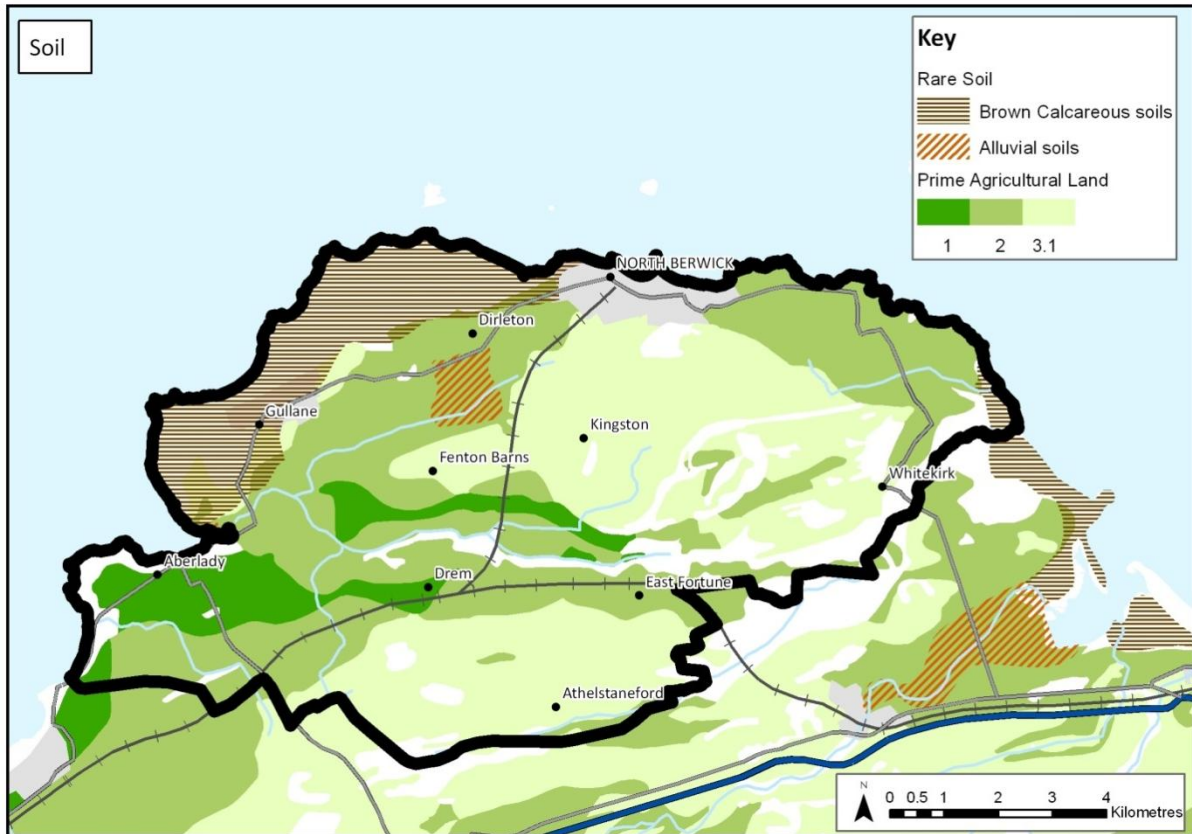 Soil
Key
Rare Soil
Brown Calcareous soils
Alluvial soils
Prime Agricultural Land
1 2 3.1
NORTH BERWICK
Dirleton
Gullane
Kingston
Fenton Barns
Whitekirk
Aberlady
Drem
East Fortune
Athelstaneford
N
0 0.5 1 2 3 4
Kilometres